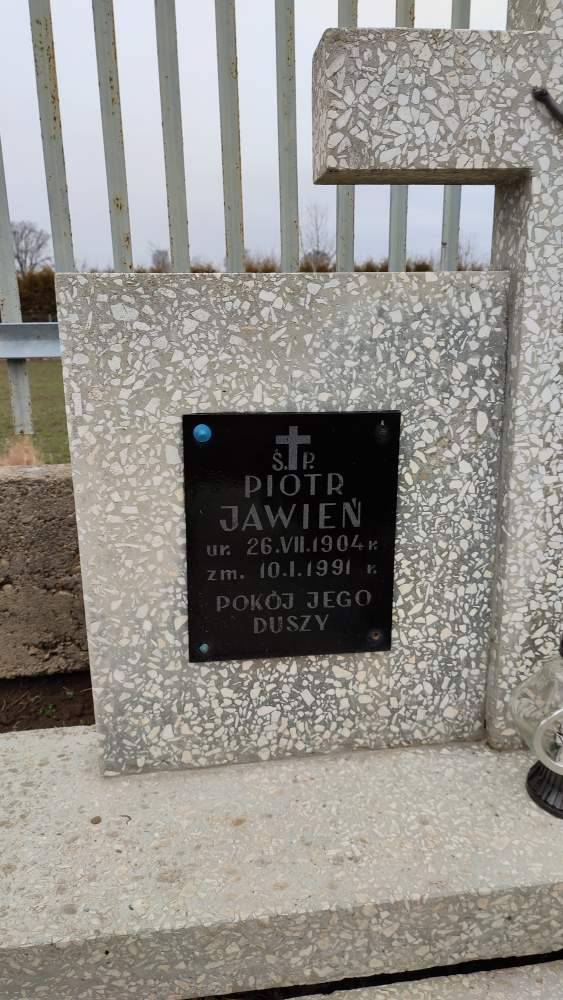 Ś.P.
PIOTR
JAWIEŃ
ur. 26.VII.1904 r.
zm. 10.I.1991 r.
POKÓJ JEGO
DUSZY